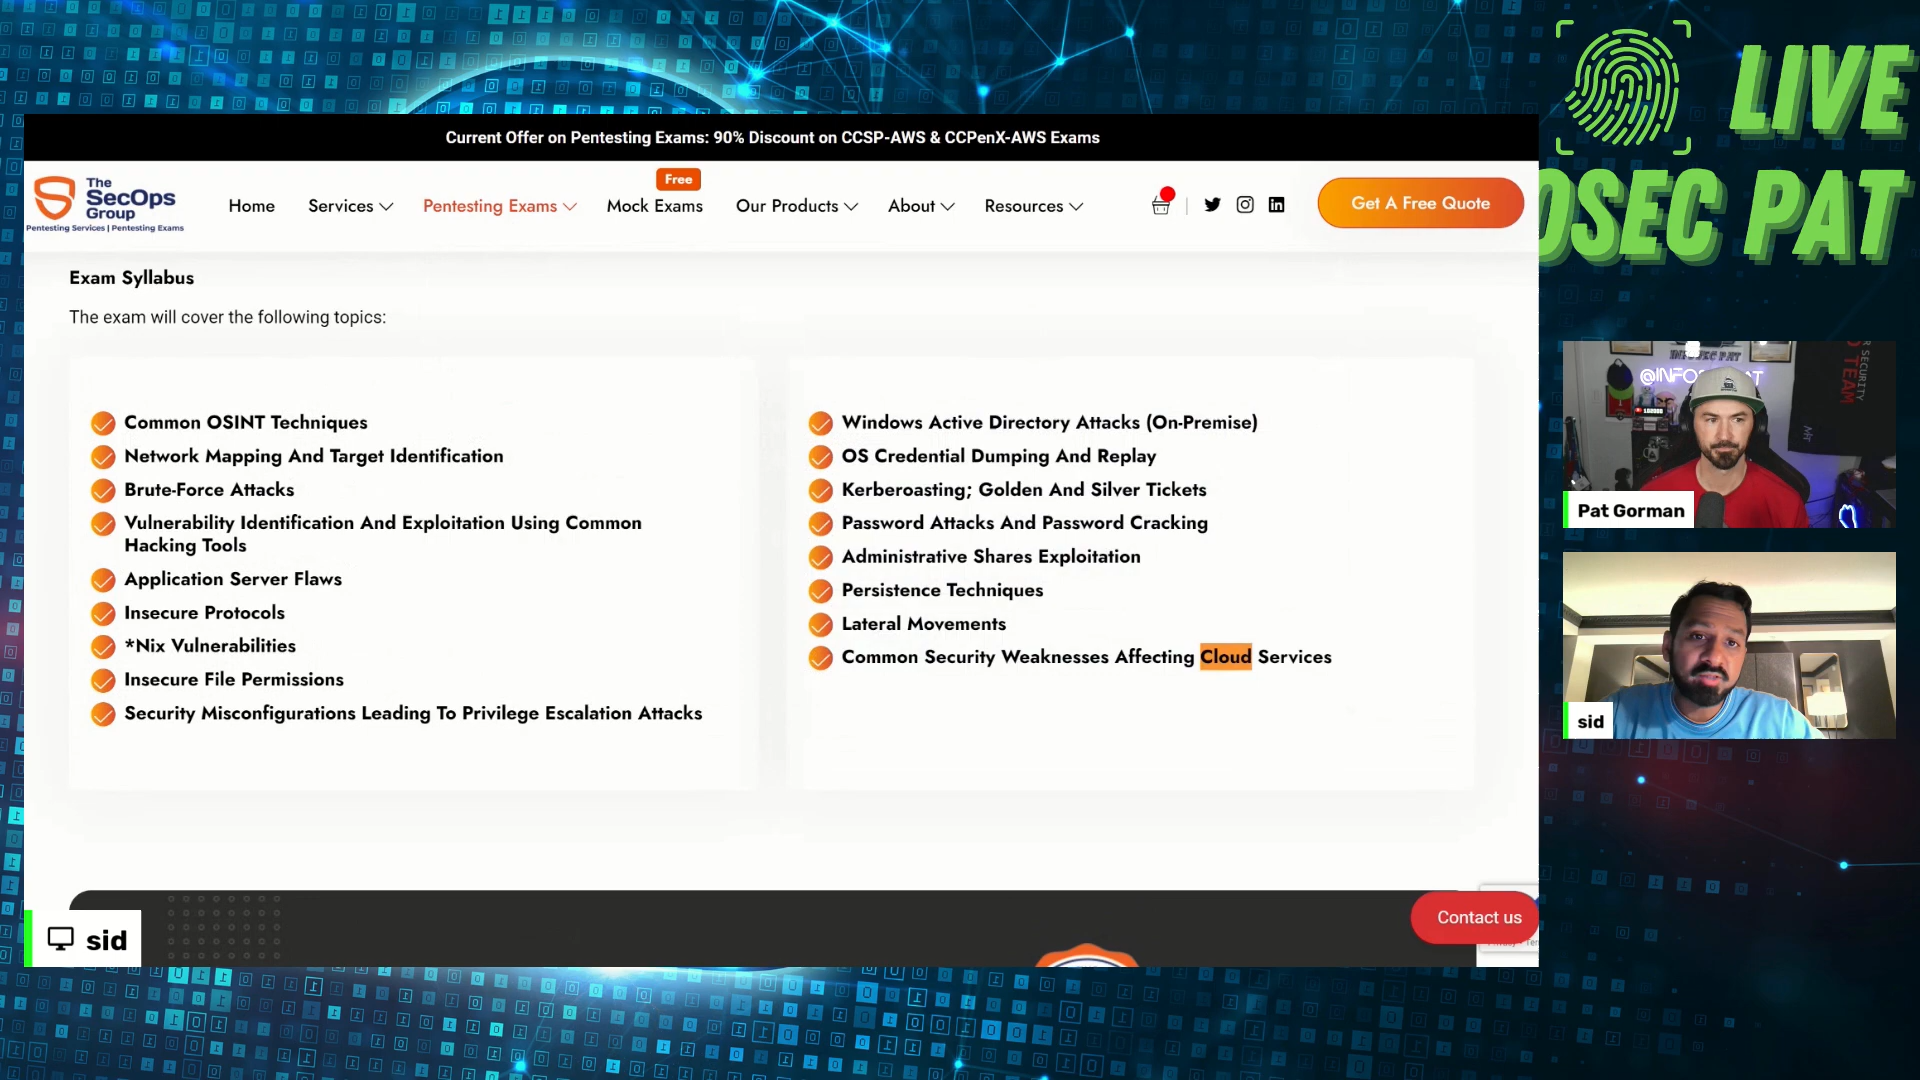 LIVE
OSEC PAT
Current Offer on Pentesting Exams: 90% Discount on CCSP-AWS & CCPenX-AWS Exams
The
SecOps
Group
Pentesting Services | Pentesting Exams
Home
Services
Pentesting Exams
Free
Mock Exams
Our Products
About
Resources
Get A Free Quote
Exam Syllabus
The exam will cover the following topics:
Common OSINT Techniques
Network Mapping And Target Identification
Brute-Force Attacks
Vulnerability Identification And Exploitation Using Common
Hacking Tools
Application Server Flaws
Insecure Protocols
*Nix Vulnerabilities
Insecure File Permissions
Security Misconfigurations Leading To Privilege Escalation Attacks
Windows Active Directory Attacks (On-Premise)
OS Credential Dumping And Replay
Kerberoasting; Golden And Silver Tickets
Password Attacks And Password Cracking
Administrative Shares Exploitation
Persistence Techniques
Lateral Movements
Common Security Weaknesses Affecting Cloud Services
Contact us
sid
INFOSEC PAT
Pat Gorman
sid